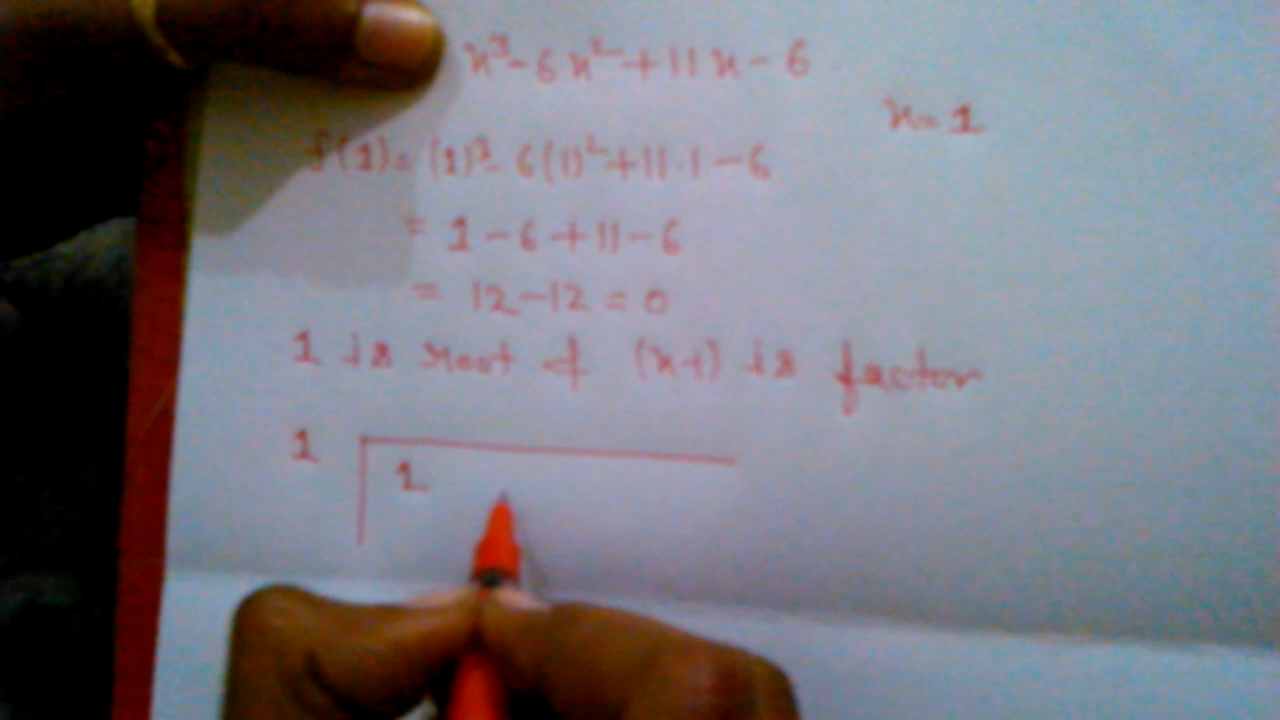 x³-6x²+11x-6
x=1
f(1)=(1)³-6(1)²+11·1-6
=1-6+11-6
=12-12=0
1 is root & (x-1) is factor
1
1